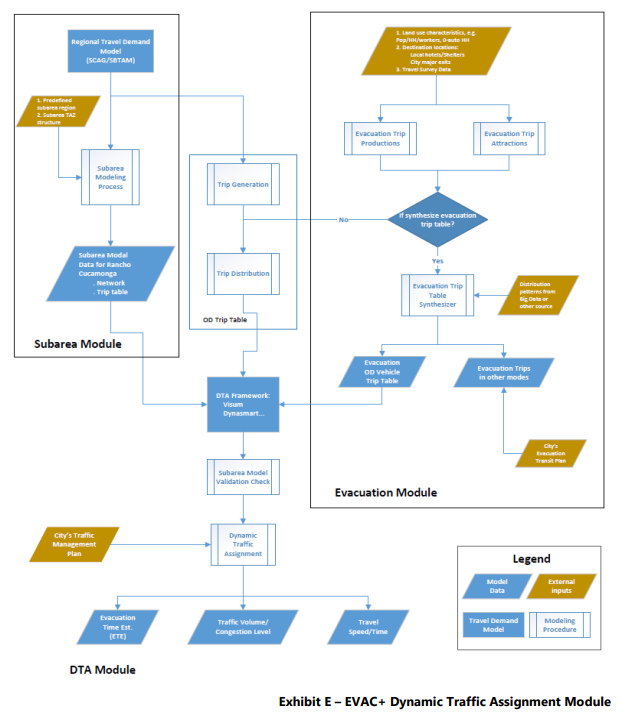 Regional Travel Demand
Model
(SCAG/SBTAM)
1. Predefined
subarea region
2. Subarea TAZ
structure
Subarea
Modeling
Process
Subarea Modal
Data for Rancho
Cucamonga
. Network
. Trip table
Subarea Module
Trip Generation
Trip Distribution
OD Trip Table
1. Land use characteristics, e.g.
Pop/HH/workers, 0-auto HH
2. Destination locations:
Local hotels/Shelters
City major exits
3. Travel Survey Data
Evacuation Trip
Productions
Evacuation Trip
Attractions
If synthesize evacuation
trip table?
No
Yes
Evacuation Trip
Table
Synthesizer
Distribution
patterns from
Big Data or
other source
Evacuation
OD Vehicle
Trip Table
Evacuation Trips
in other modes
City's
Evacuation
Transit Plan
Evacuation Module
DTA Framework:
Visum
Dynasmart...
Subarea Model
Validation Check
City's Traffic
Management
Plan
Dynamic
Traffic
Assignment
Evacuation
Time Est.
(ETE)
Traffic Volume/
Congestion Level
Travel
Speed/Time
DTA Module
Legend
Model
Data
External
Inputs
Travel Demand
Model
Modeling
Procedure
Exhibit E – EVAC+ Dynamic Traffic Assignment Module